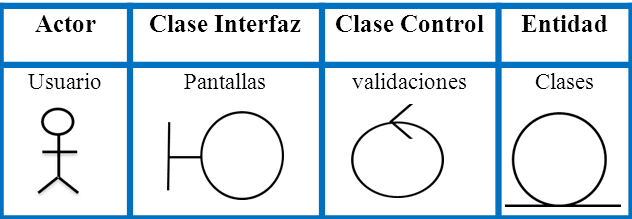 Actor Clase Interfaz Clase Control Entidad
Usuario Pantallas validaciones Clases